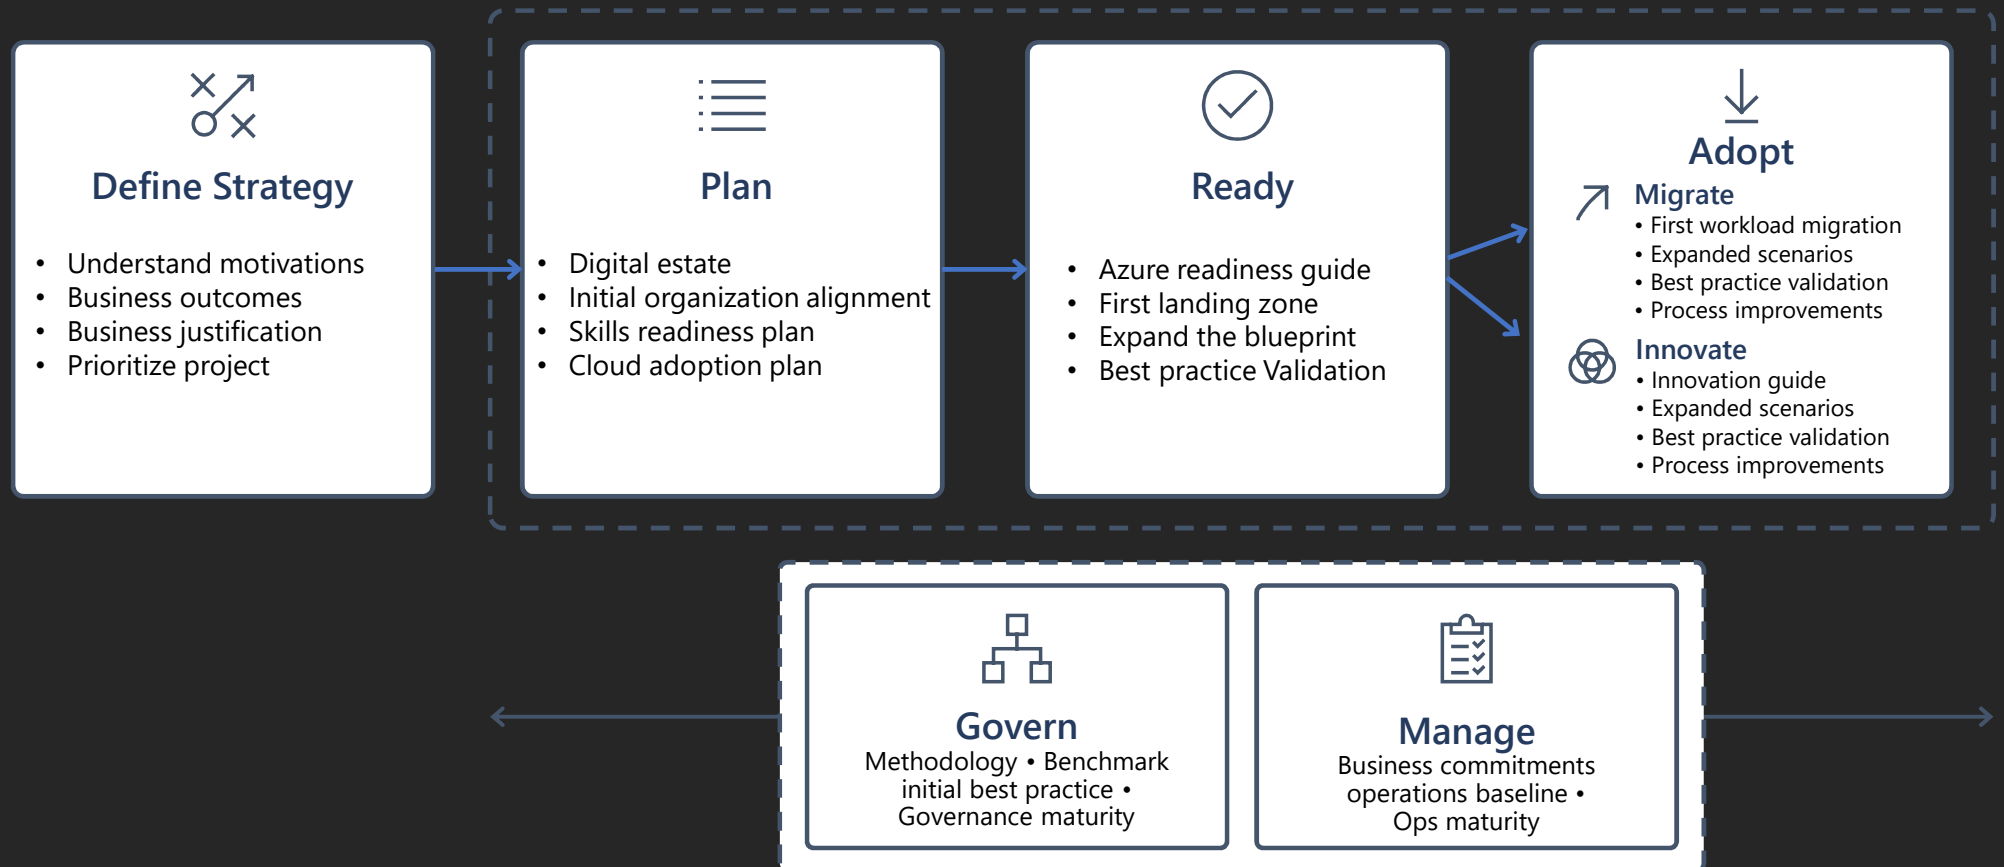 Define Strategy
• Understand motivations
• Business outcomes
• Business justification
• Prioritize project
Plan
• Digital estate
• Initial organization alignment
• Skills readiness plan
• Cloud adoption plan
Ready
• Azure readiness guide
• First landing zone
• Expand the blueprint
• Best practice Validation
Adopt
Migrate
• First workload migration
• Expanded scenarios
• Best practice validation
• Process improvements
Innovate
• Innovation guide
• Expanded scenarios
• Best practice validation
• Process improvements
Govern
Methodology • Benchmark
initial best practice •
Governance maturity
Manage
Business commitments
operations baseline •
Ops maturity